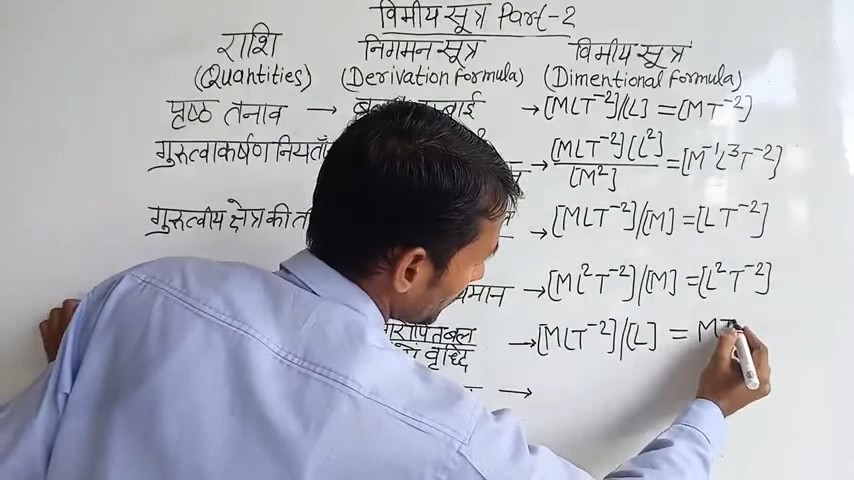 विमीय सूत्र Part-2
राशि निगमन सूत्र विमीय सूत्र
(Quantities) (Derivation formula) (Dimentional formula)
पृष्ठ तनाव → → [MLT⁻²]/[L] = [MT⁻²]
गुरुत्वाकर्षण → [MLT⁻²][L²] / [M²] = [M⁻¹L³T⁻²]
गुरुत्वीय क्षेत्र की → [MLT⁻²]/[M] = [LT⁻²]
→ [ML²T⁻²]/[M] = [L²T⁻²]
→ [MLT⁻²]/[L] = MT
वृद्धि
→